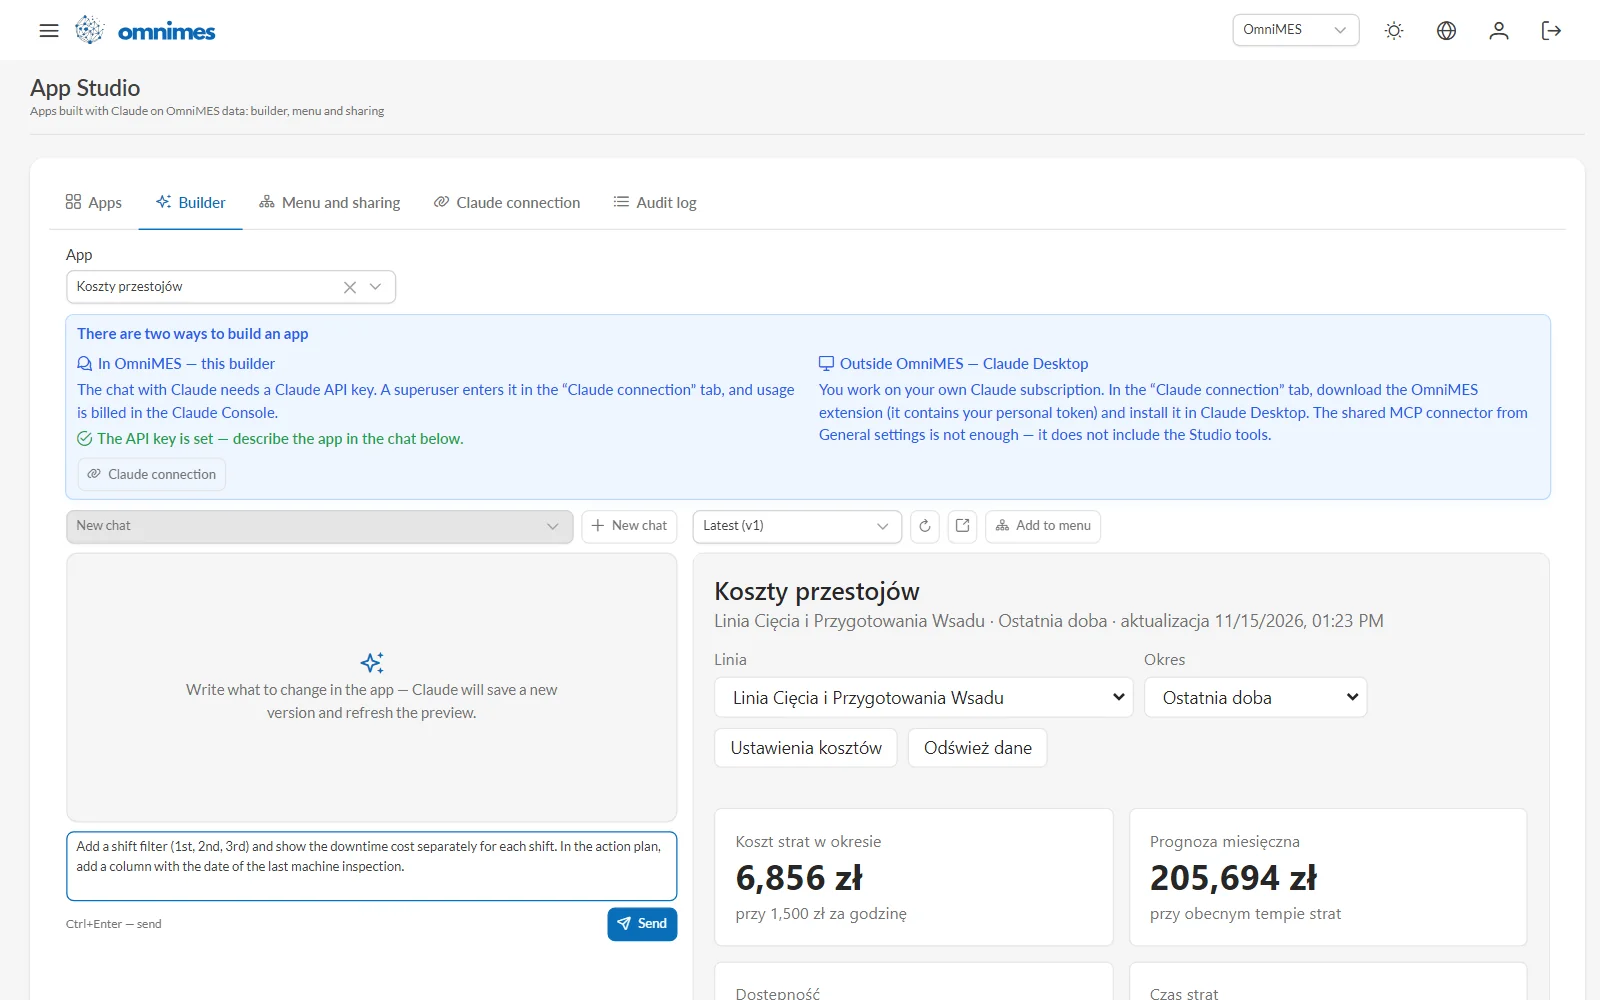 omnimes
OmniMES
App Studio
Apps built with Claude on OmniMES data: builder, menu and sharing
Apps
Builder
Menu and sharing
Claude connection
Audit log
App
Koszty przestojów
There are two ways to build an app
In OmniMES — this builder
The chat with Claude needs a Claude API key. A superuser enters it in the “Claude connection” tab, and usage
is billed in the Claude Console.
The API key is set — describe the app in the chat below.
Claude connection
Outside OmniMES — Claude Desktop
You work on your own Claude subscription. In the “Claude connection” tab, download the OmniMES
extension (it contains your personal token) and install it in Claude Desktop. The shared MCP connector from
General settings is not enough — it does not include the Studio tools.
New chat
New chat
Latest (v1)
Add to menu
Write what to change in the app — Claude will save a new
version and refresh the preview.
Add a shift filter (1st, 2nd, 3rd) and show the downtime cost separately for each shift. In the action plan,
add a column with the date of the last machine inspection.
Ctrl+Enter — send
Send
Koszty przestojów
Linia Cięcia i Przygotowania Wsadu · Ostatnia doba · aktualizacja 11/15/2026, 01:23 PM
Linia
Okres
Linia Cięcia i Przygotowania Wsadu
Ostatnia doba
Ustawienia kosztów
Odśwież dane
Koszt strat w okresie
6,856 zł
przy 1,500 zł za godzinę
Prognoza miesięczna
205,694 zł
przy obecnym tempie strat
Dostępność
Czas strat